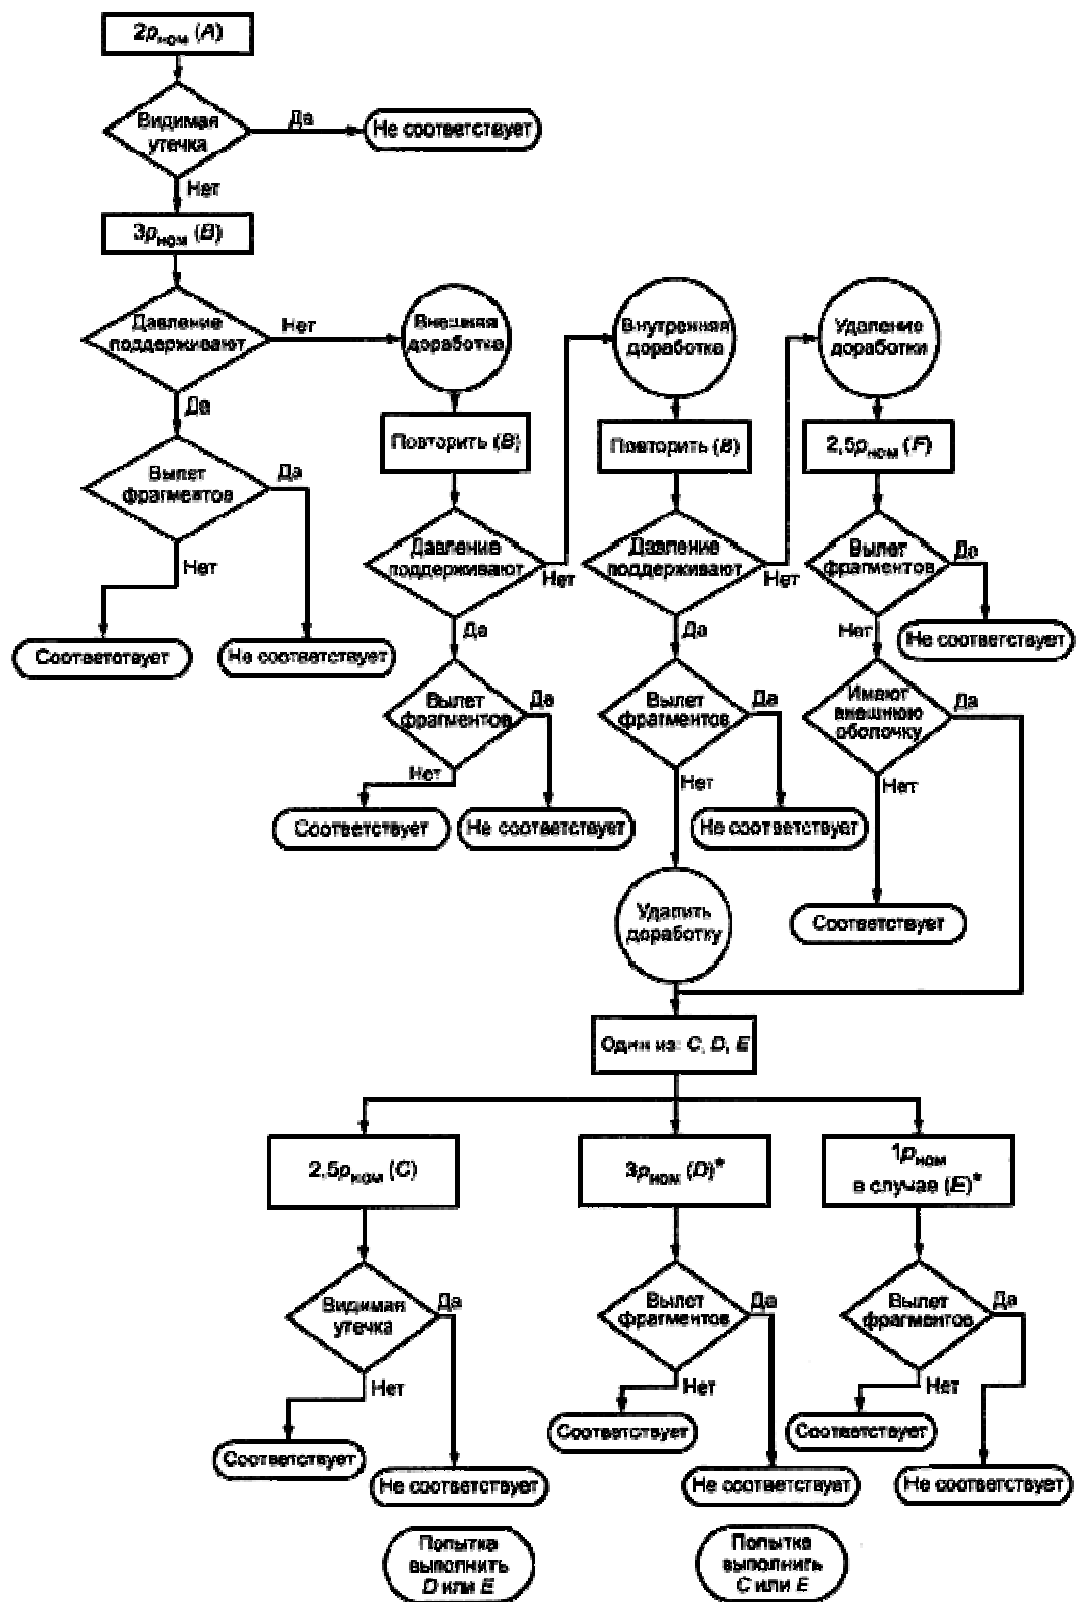 2pном (A)
Видимая
утечка
Да
Не соответствует
Нет
3pном (B)
Давление
поддерживают
Нет
Внешняя
доработка
Внутренняя
доработка
Удаление
доработки
Да
Повторить (B)
Повторить (B)
2,5pном (F)
Вылет
фрагментов
Да
Нет
Давление
поддерживают
Нет
Давление
поддерживают
Нет
Вылет
фрагментов
Да
Соответствует
Не соответствует
Да
Да
Нет
Не соответствует
Вылет
фрагментов
Да
Вылет
фрагментов
Да
Имеют
внешнюю
оболочку
Да
Нет
Нет
Нет
Соответствует
Не соответствует
Не соответствует
Удалить
доработку
Соответствует
Один из: C, D, E
2,5pном (C)
3pном (D)*
1pном
в случае (E)*
Видимая
утечка
Да
Вылет
фрагментов
Да
Вылет
фрагментов
Да
Нет
Нет
Нет
Соответствует
Соответствует
Соответствует
Не соответствует
Не соответствует
Не соответствует
Попытка
выполнить
D или E
Попытка
выполнить
C или E